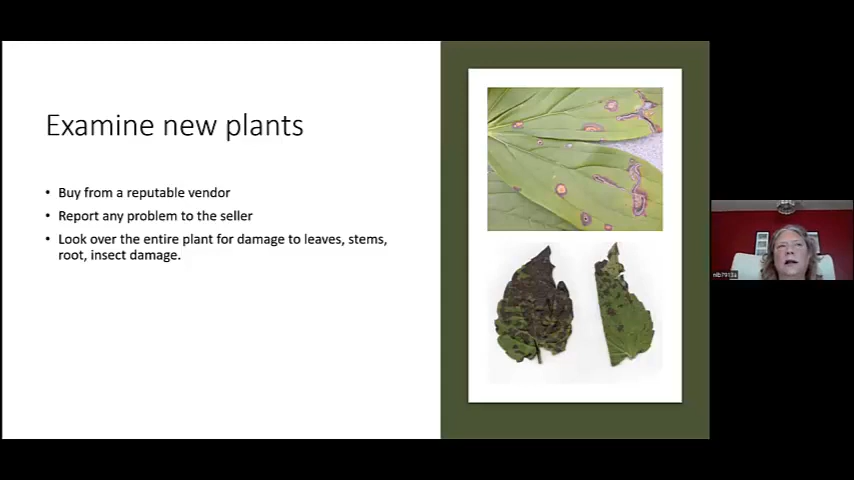 Examine new plants
• Buy from a reputable vendor
• Report any problem to the seller
• Look over the entire plant for damage to leaves, stems,
root, insect damage.